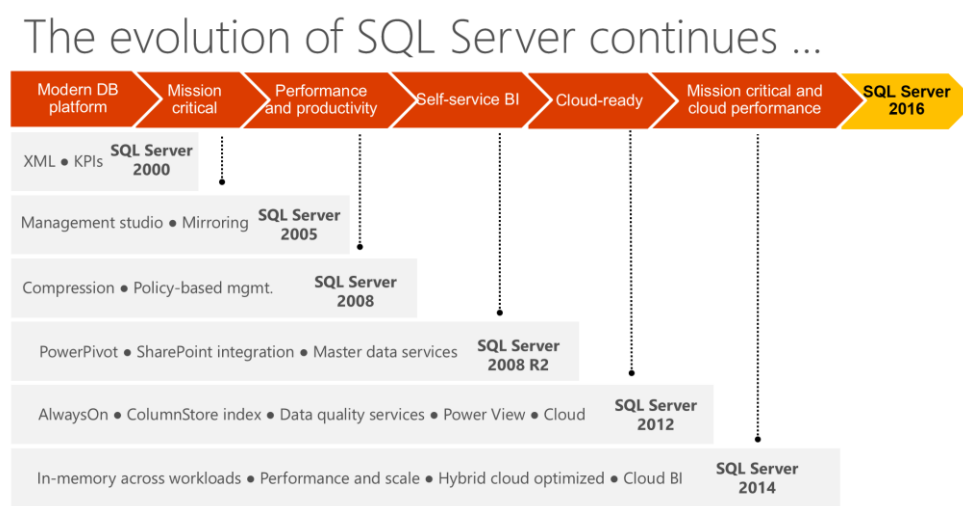 The evolution of SQL Server continues ...
Modern DB
platform
Mission
critical
Performance
and productivity
Self-service BI
Cloud-ready
Mission critical and
cloud performance
SQL Server
2016
XML ● KPIs
SQL Server
2000
Management studio ● Mirroring
SQL Server
2005
Compression ● Policy-based mgmt.
SQL Server
2008
PowerPivot ● SharePoint integration ● Master data services
SQL Server
2008 R2
AlwaysOn ● ColumnStore index ● Data quality services ● Power View ● Cloud
SQL Server
2012
In-memory across workloads ● Performance and scale ● Hybrid cloud optimized ● Cloud BI
SQL Server
2014